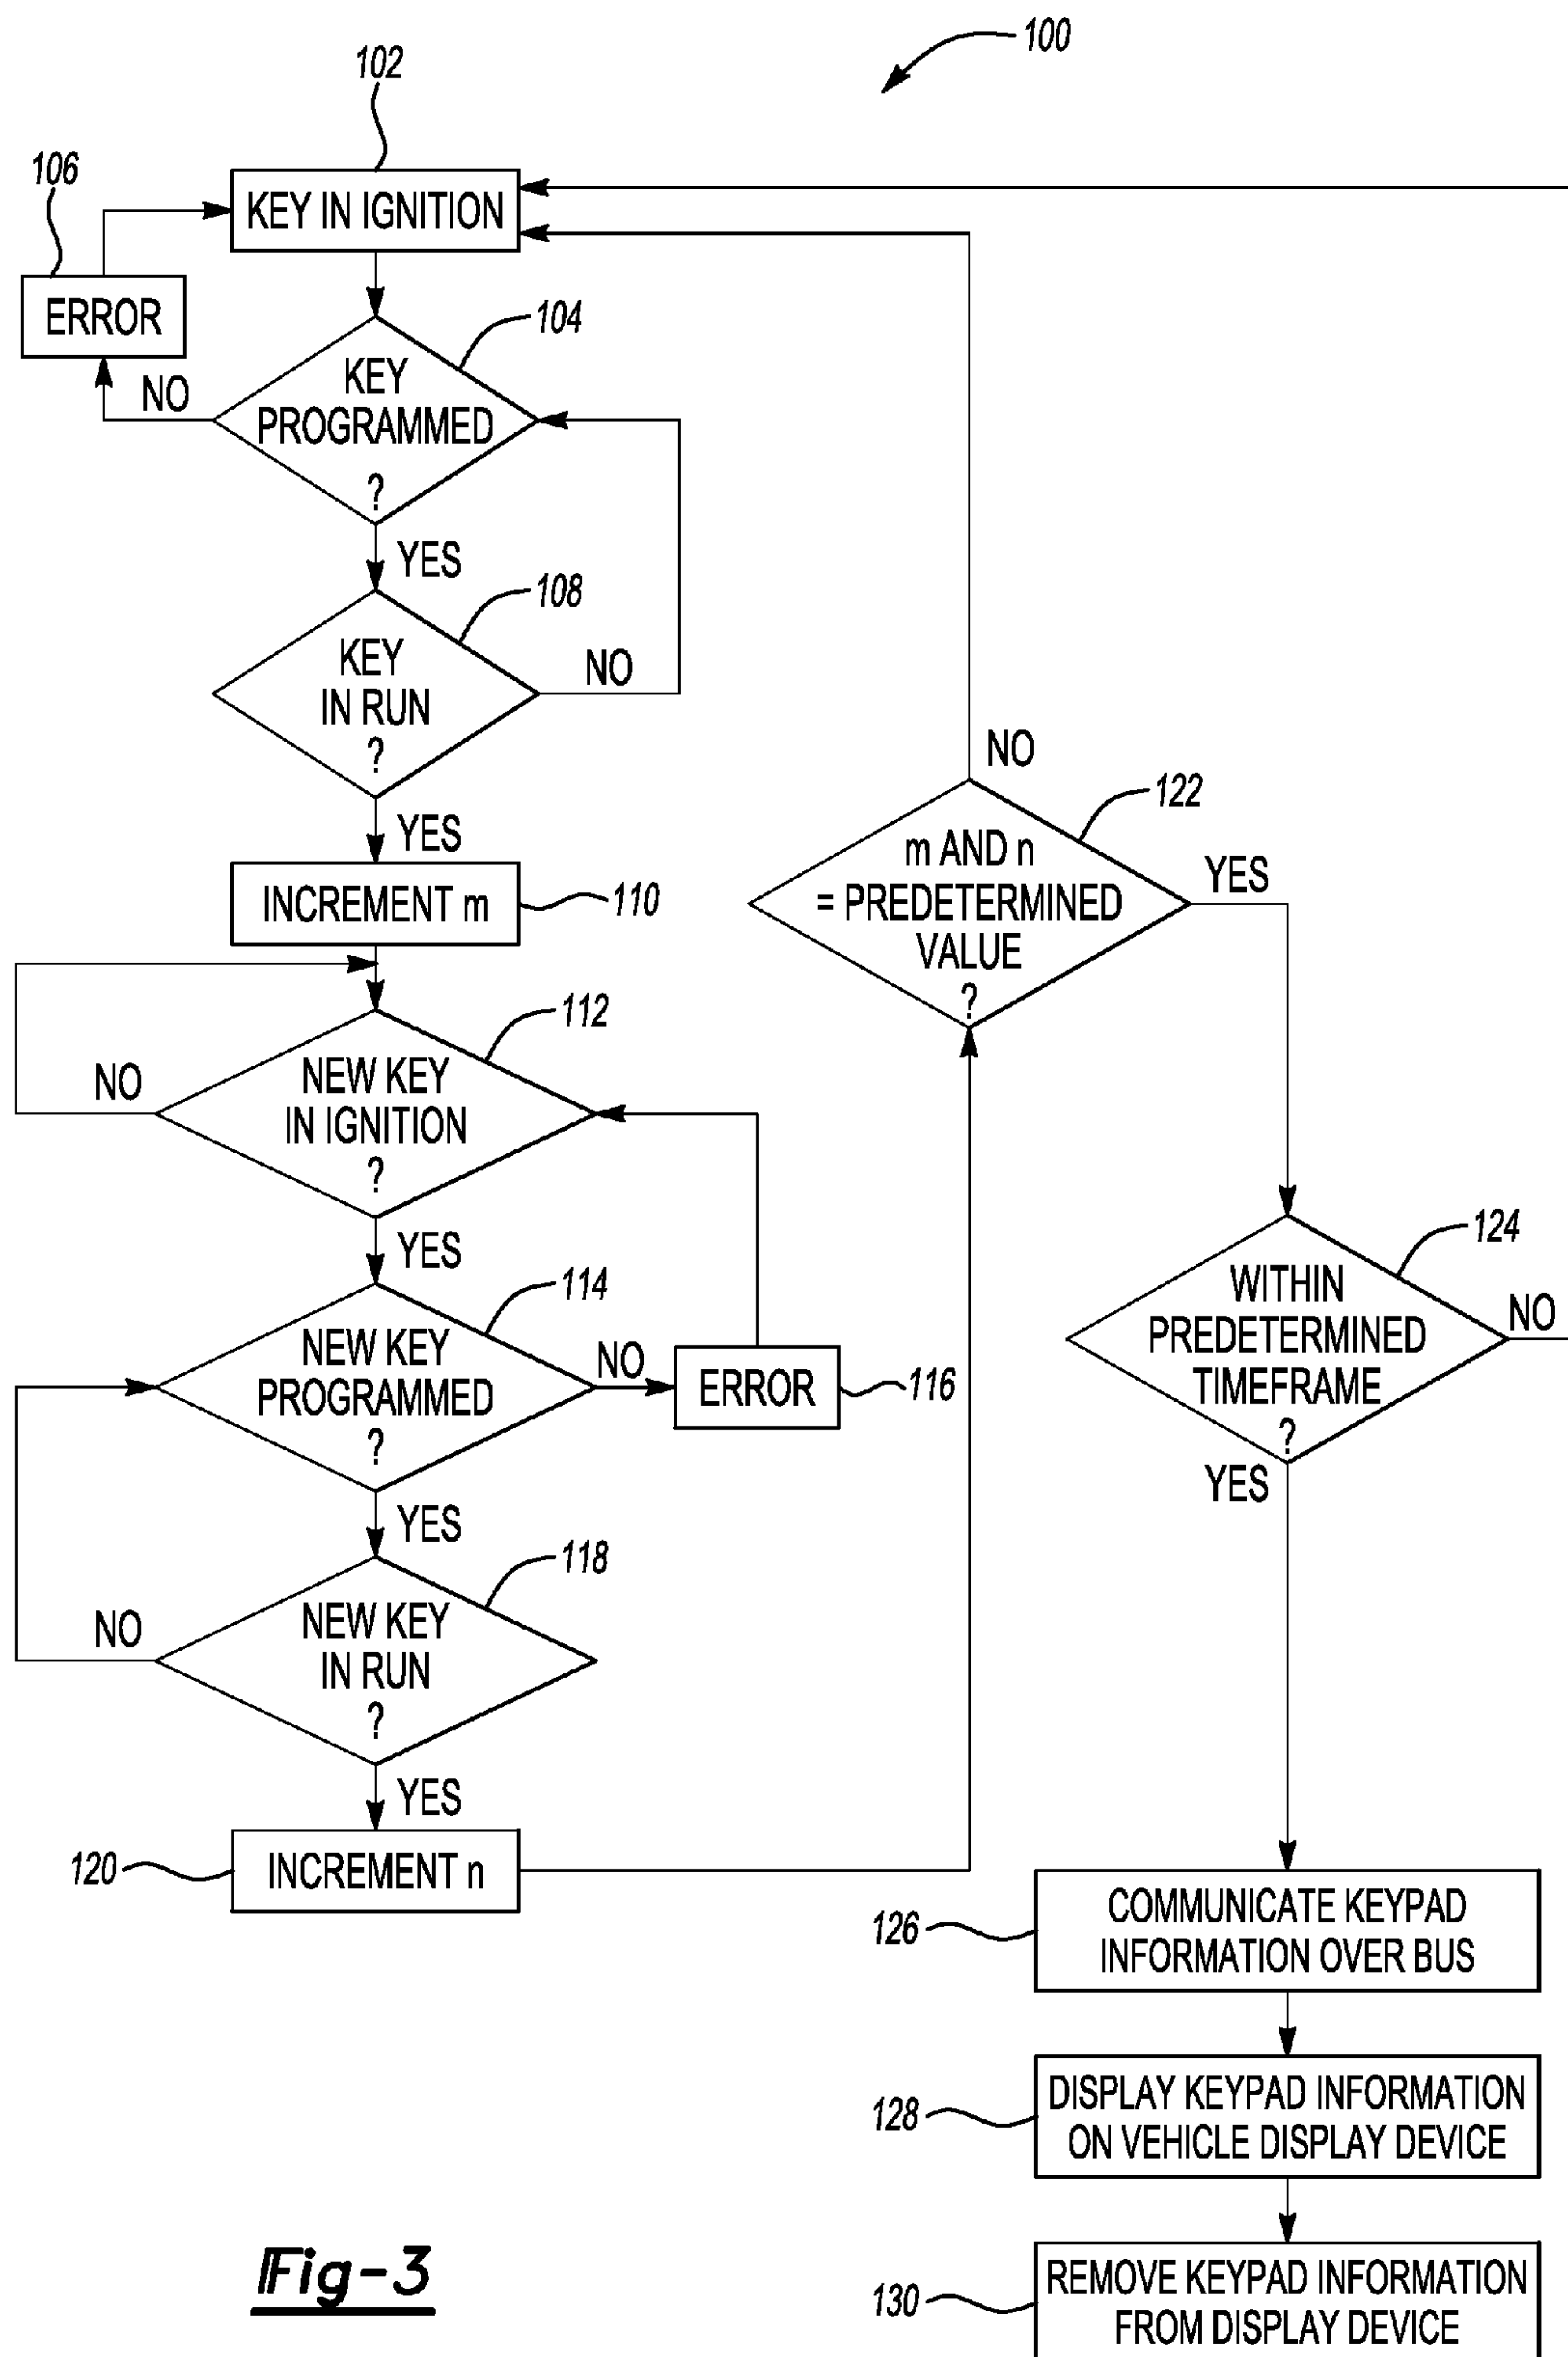 100
102
106
KEY IN IGNITION
ERROR
104
KEY
PROGRAMMED
?
NO
YES
108
KEY
IN RUN
?
NO
YES
INCREMENT m
110
112
NEW KEY
IN IGNITION
?
NO
YES
114
NEW KEY
PROGRAMMED
?
NO
ERROR
116
YES
118
NEW KEY
IN RUN
?
NO
YES
120
INCREMENT n
NO
122
m AND n
= PREDETERMINED
VALUE
?
YES
124
WITHIN
PREDETERMINED
TIMEFRAME
?
NO
YES
126
COMMUNICATE KEYPAD
INFORMATION OVER BUS
128
DISPLAY KEYPAD INFORMATION
ON VEHICLE DISPLAY DEVICE
130
REMOVE KEYPAD INFORMATION
FROM DISPLAY DEVICE
Fig-3